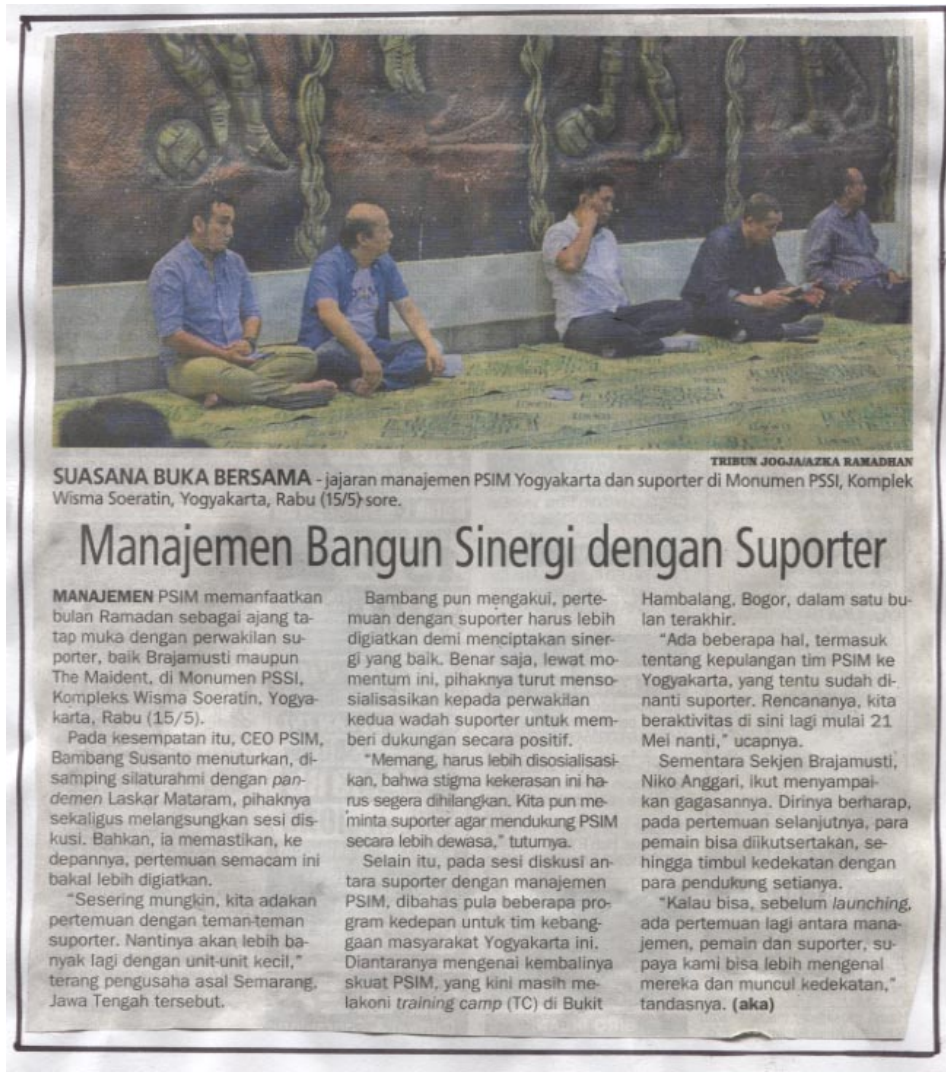 TRIBUN JOGJA/AZKA RAMADHAN
SUASANA BUKA BERSAMA - jajaran manajemen PSIM Yogyakarta dan suporter di Monumen PSSI, Komplek
Wisma Soeratin, Yogyakarta, Rabu (15/5) sore.
Manajemen Bangun Sinergi dengan Suporter
MANAJEMEN PSIM memanfaatkan
bulan Ramadan sebagai ajang ta-
tap muka dengan perwakilan su-
porter, baik Brajamusti maupun
The Maident, di Monumen PSSI,
Kompleks Wisma Soeratin, Yogya-
karta, Rabu (15/5).
Pada kesempatan itu, CEO PSIM,
Bambang Susanto menuturkan, di-
samping silaturahmi dengan pan-
demen Laskar Mataram, pihaknya
sekaligus melangsungkan sesi dis-
kusi. Bahkan, ia memastikan, ke
depannya, pertemuan semacam ini
bakal lebih digiatkan.
"Sesering mungkin, kita adakan
pertemuan dengan teman-teman
suporter. Nantinya akan lebih ba-
nyak lagi dengan unit-unit kecil,"
terang pengusaha asal Semarang,
Jawa Tengah tersebut.
Bambang pun mengakui, perte-
muan dengan suporter harus lebih
digiatkan demi menciptakan siner-
gi yang baik. Benar saja, lewat mo-
mentum ini, pihaknya turut menso-
sialisasikan kepada perwakilan
kedua wadah suporter untuk mem-
beri dukungan secara positif.
"Memang, harus lebih disosialisasi-
kan, bahwa stigma kekerasan ini ha-
rus segera dihilangkan. Kita pun me-
minta suporter agar mendukung PSIM
secara lebih dewasa," tuturnya.
Selain itu, pada sesi diskusi an-
tara suporter dengan manajemen
PSIM, dibahas pula beberapa pro-
gram kedepan untuk tim kebang-
gaan masyarakat Yogyakarta ini.
Diantaranya mengenai kembalinya
skuat PSIM, yang kini masih me-
lakoni training camp (TC) di Bukit
Hambalang, Bogor, dalam satu bu-
lan terakhir.
"Ada beberapa hal, termasuk
tentang kepulangan tim PSIM ke
Yogyakarta, yang tentu sudah di-
nanti suporter. Rencananya, kita
beraktivitas di sini lagi mulai 21
Mei nanti," ucapnya.
Sementara Sekjen Brajamusti,
Niko Anggari, ikut menyampai-
kan gagasannya. Dirinya berharap,
pada pertemuan selanjutnya, para
pemain bisa diikutsertakan, se-
hingga timbul kedekatan dengan
para pendukung setianya.
"Kalau bisa, sebelum launching,
ada pertemuan lagi antara mana-
jemen, pemain dan suporter, su-
paya kami bisa lebih mengenal
mereka dan muncul kedekatan,"
tandasnya. (aka)